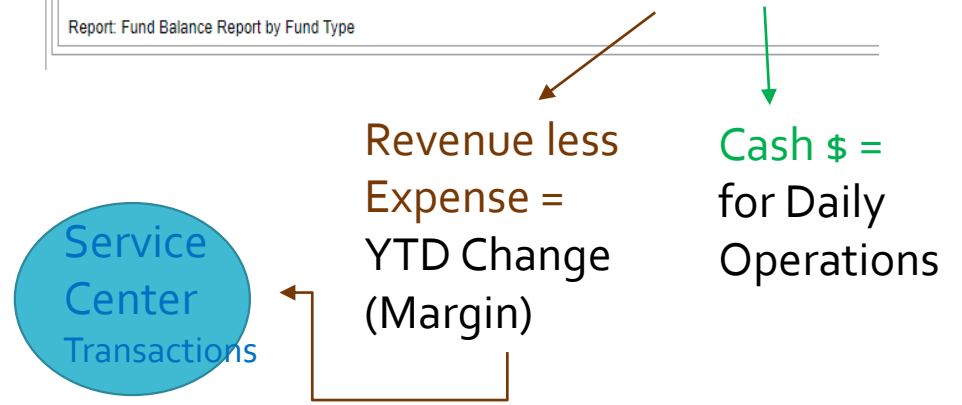 Report: Fund Balance Report by Fund Type
Revenue less
Expense =
YTD Change
(Margin)
Cash $ =
for Daily
Operations
Service
Center
Transactions